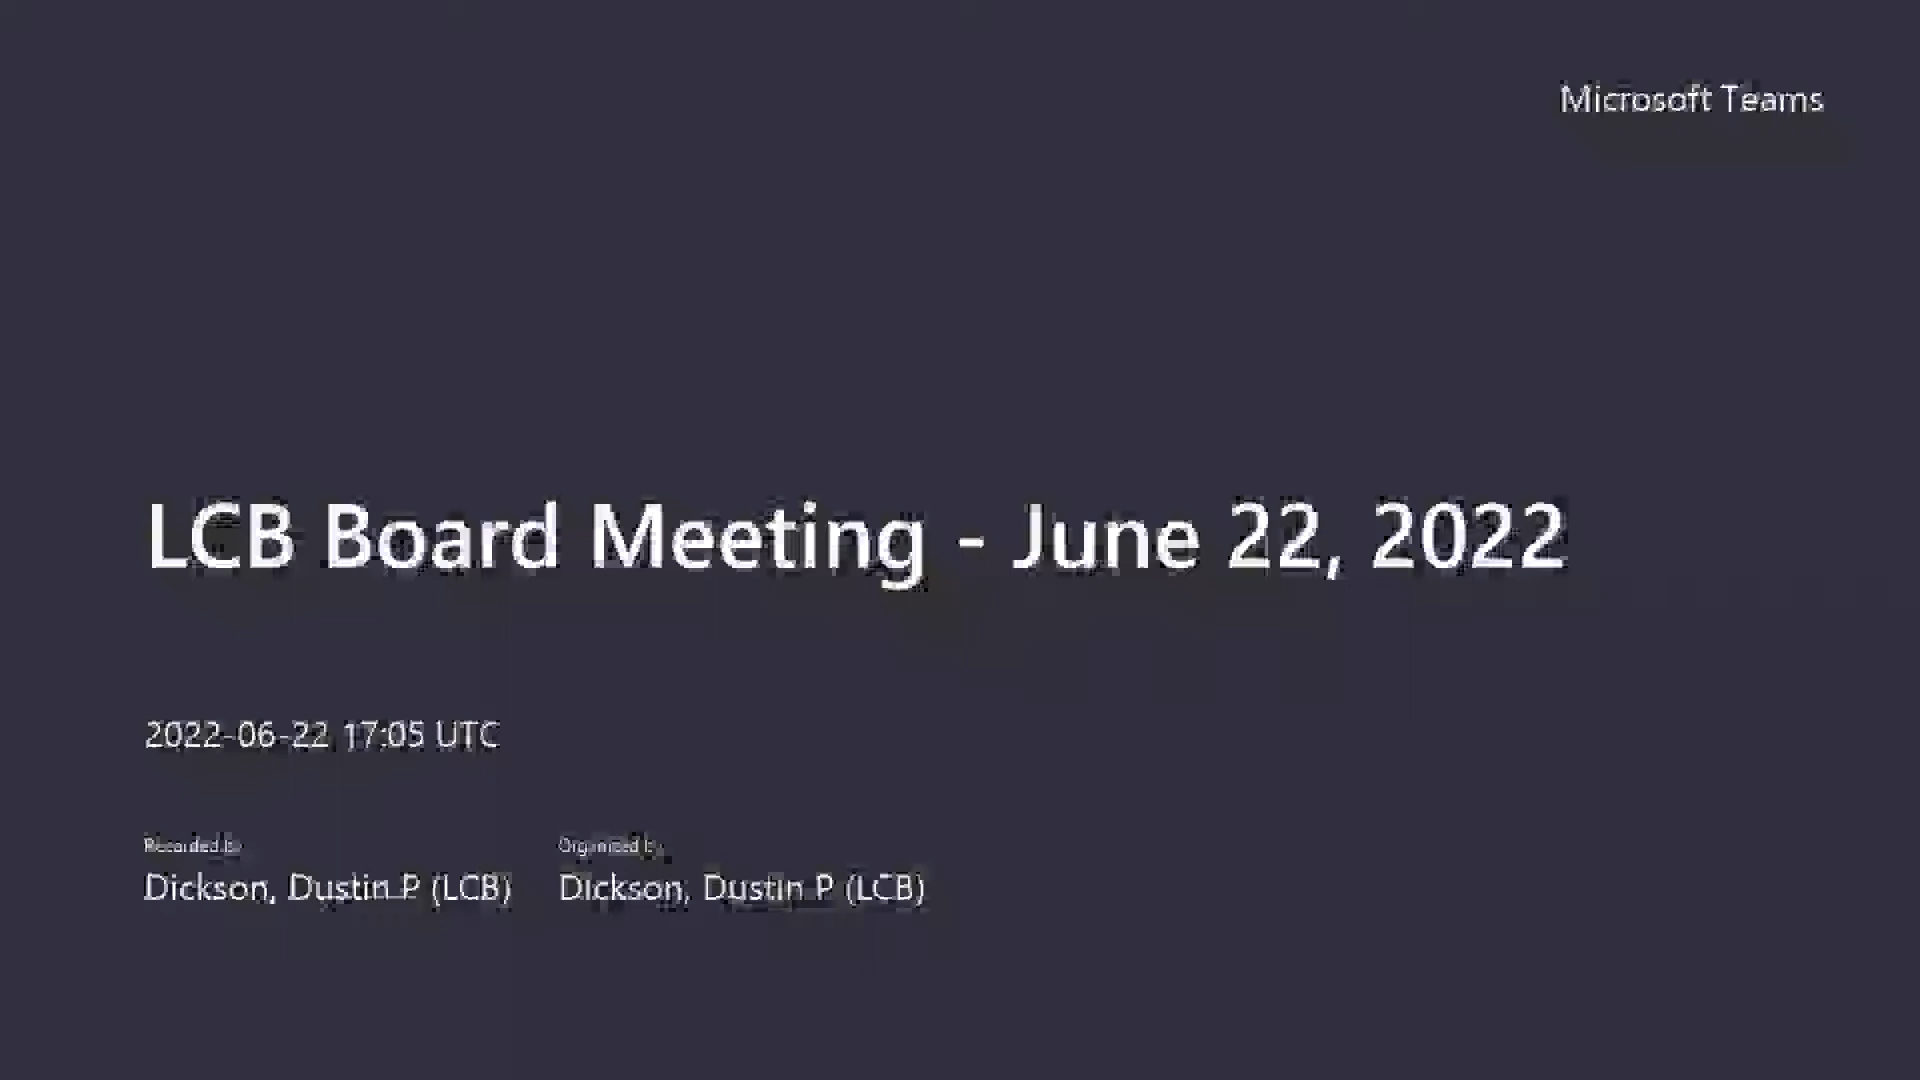 Microsoft Teams
LCB Board Meeting - June 22, 2022
2022-06-22 17:05 UTC
Recorded by Organized by
Dickson, Dustin P (LCB) Dickson, Dustin P (LCB)